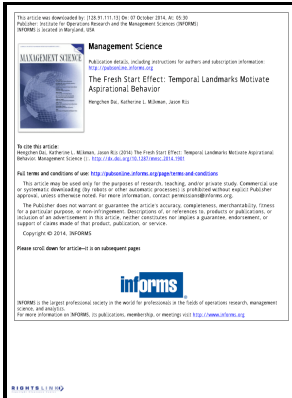 This article was downloaded by: [128.91.111.13] On: 07 October 2014, At: 05:30
Publisher: Institute for Operations Research and the Management Sciences (INFORMS)
INFORMS is located in Maryland, USA
MANAGEMENT SCIENCE
Management Science
Publication details, including instructions for authors and subscription information:
http://pubsonline.informs.org
The Fresh Start Effect: Temporal Landmarks Motivate
Aspirational Behavior
Hengchen Dai, Katherine L. Milkman, Jason Riis
To cite this article:
Hengchen Dai, Katherine L. Milkman, Jason Riis (2014) The Fresh Start Effect: Temporal Landmarks Motivate Aspirational
Behavior. Management Science () . http://dx.doi.org/10.1287/mnsc.2014.1901
Full terms and conditions of use: http://pubsonline.informs.org/page/terms-and-conditions
This article may be used only for the purposes of research, teaching, and/or private study. Commercial use
or systematic downloading (by robots or other automatic processes) is prohibited without explicit Publisher
approval, unless otherwise noted. For more information, contact permissions@informs.org.
The Publisher does not warrant or guarantee the article's accuracy, completeness, merchantability, fitness
for a particular purpose, or non-infringement. Descriptions of, or references to, products or publications, or
inclusion of an advertisement in this article, neither constitutes nor implies a guarantee, endorsement, or
support of claims made of that product, publication, or service.
Copyright © 2014, INFORMS
Please scroll down for article—it is on subsequent pages
informs
INFORMS is the largest professional society in the world for professionals in the fields of operations research, management
science, and analytics.
For more information on INFORMS, its publications, membership, or meetings visit http://www.informs.org
RIGHTSLINK